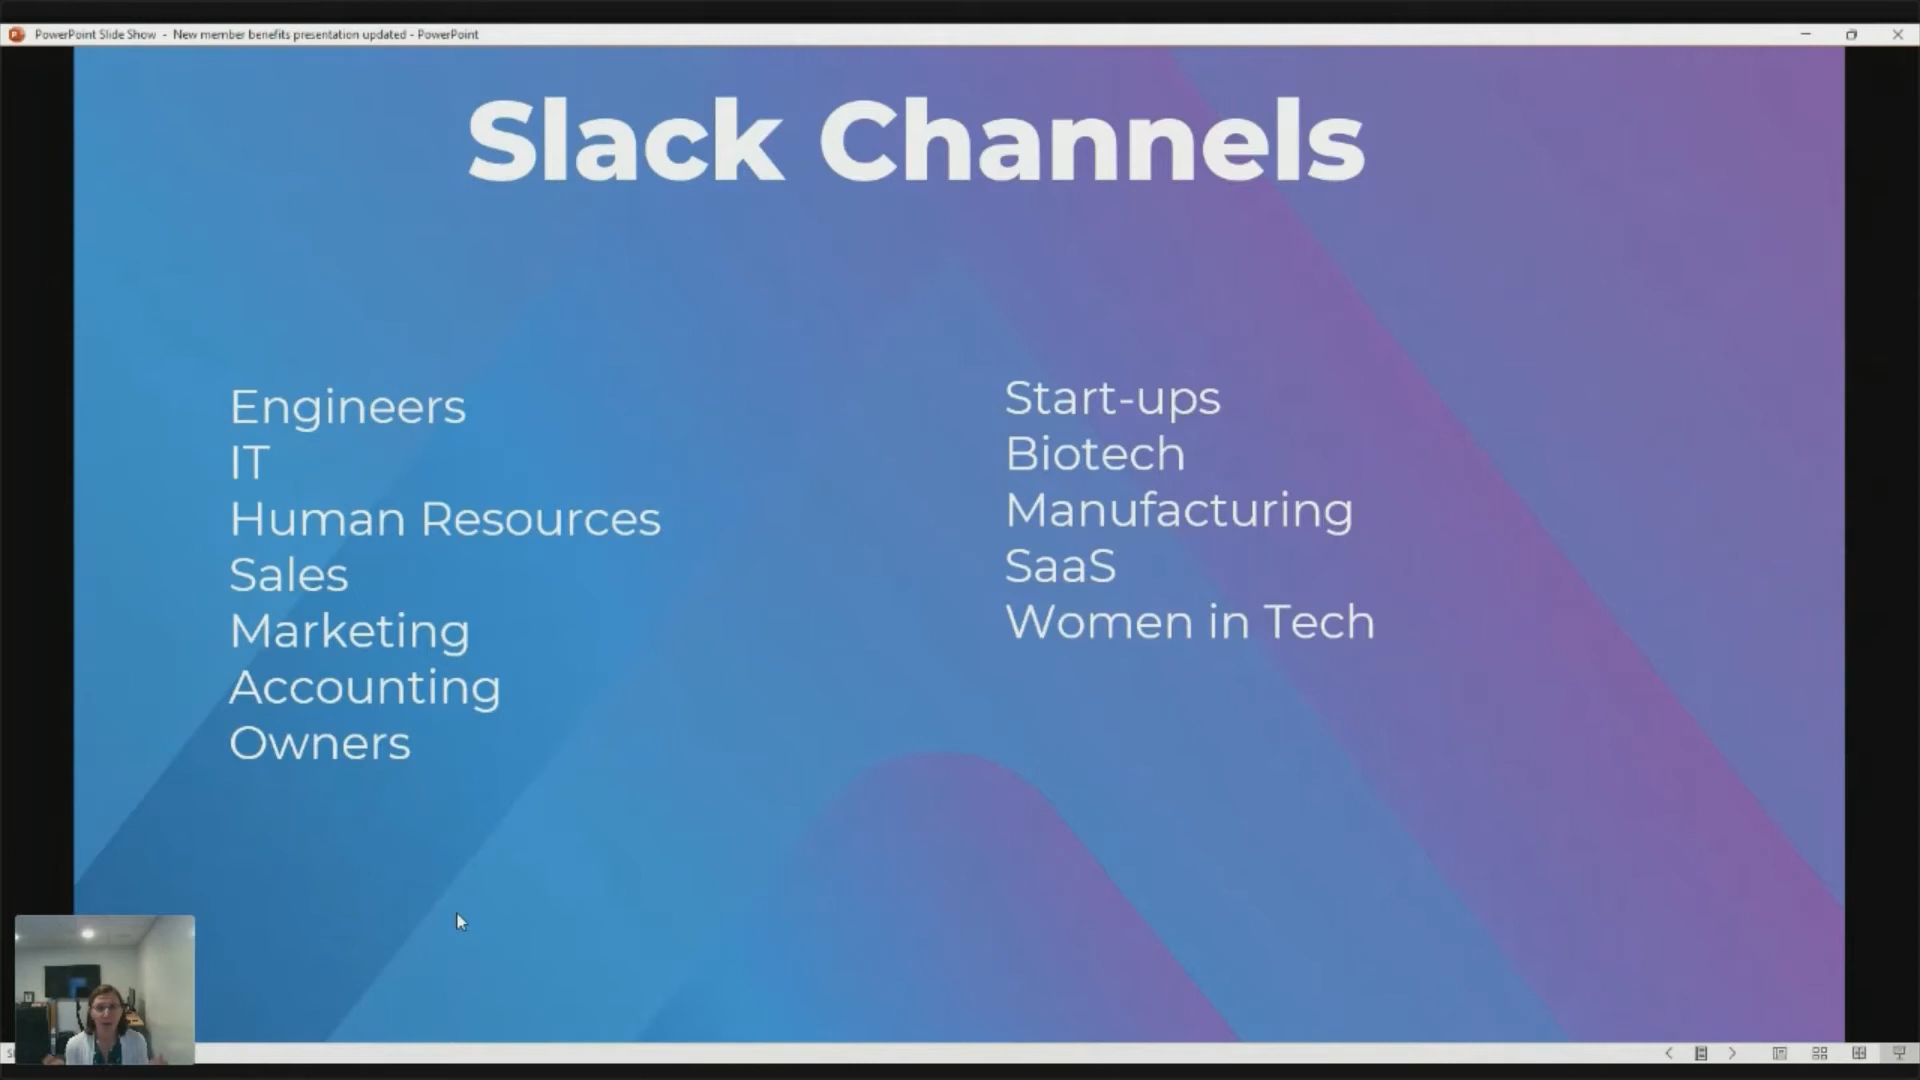 PowerPoint Slide Show - New member benefits presentation updated - PowerPoint
Slack Channels
Engineers
IT
Human Resources
Sales
Marketing
Accounting
Owners
Start-ups
Biotech
Manufacturing
SaaS
Women in Tech